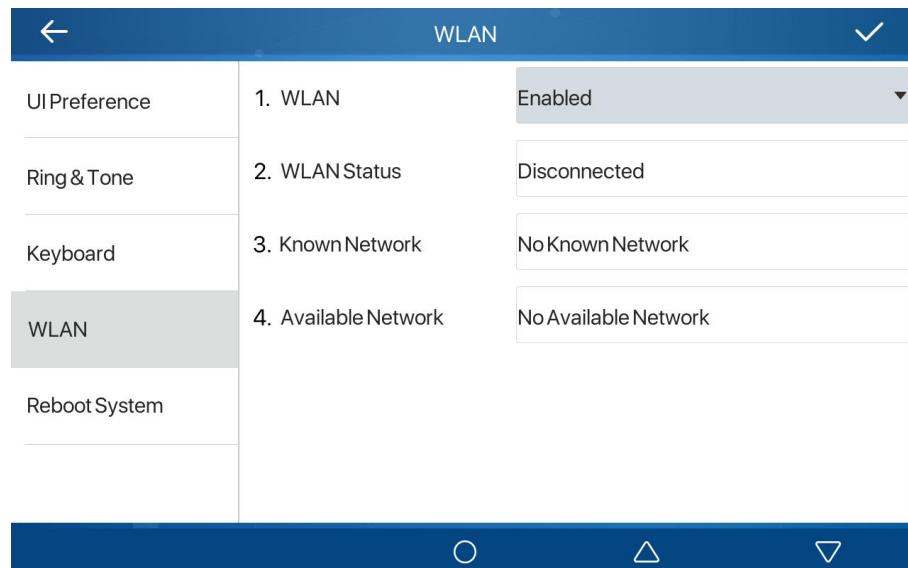 WLAN
UI Preference
Ring & Tone
Keyboard
WLAN
Reboot System
1. WLAN Enabled
2. WLAN Status Disconnected
3. Known Network No Known Network
4. Available Network No Available Network